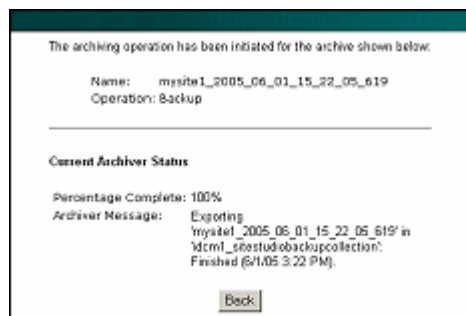 The archiving operation has been initiated for the archive shown below:
Name: mysite1_2005_06_01_15_22_05_619
Operation: Backup
Current Archiver Status
Percentage Complete: 100%
Archiver Message: Exporting
'mysite1_2005_06_01_15_22_05_619' in
'idcm1_sitestudiobackupcollection':
Finished (6/1/05 3:22 PM).
Back